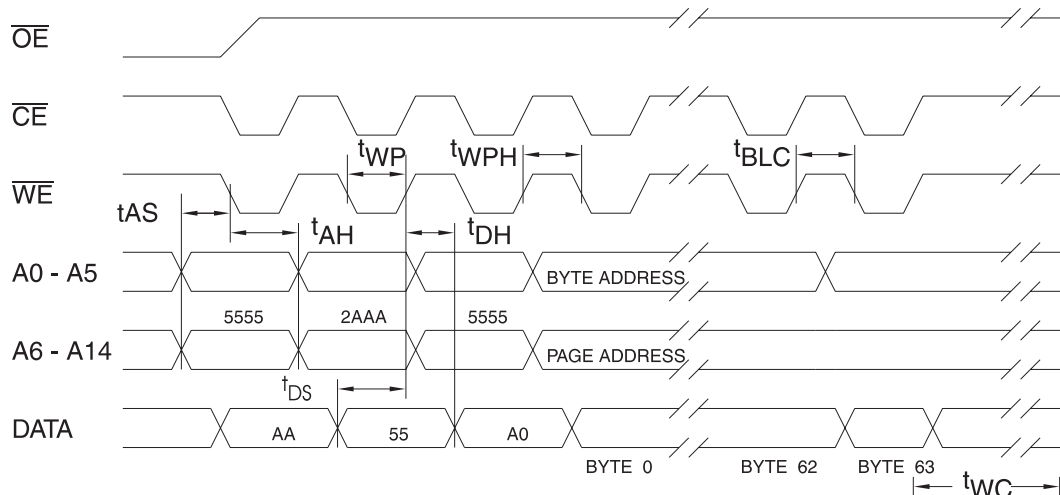 OE
CE
tWP tWPH tBLC
WE
tAS
tAH tDH
A0 - A5 BYTE ADDRESS
5555 2AAA 5555
A6 - A14 PAGE ADDRESS
tDS
DATA AA 55 A0
BYTE 0 BYTE 62 BYTE 63
tWC